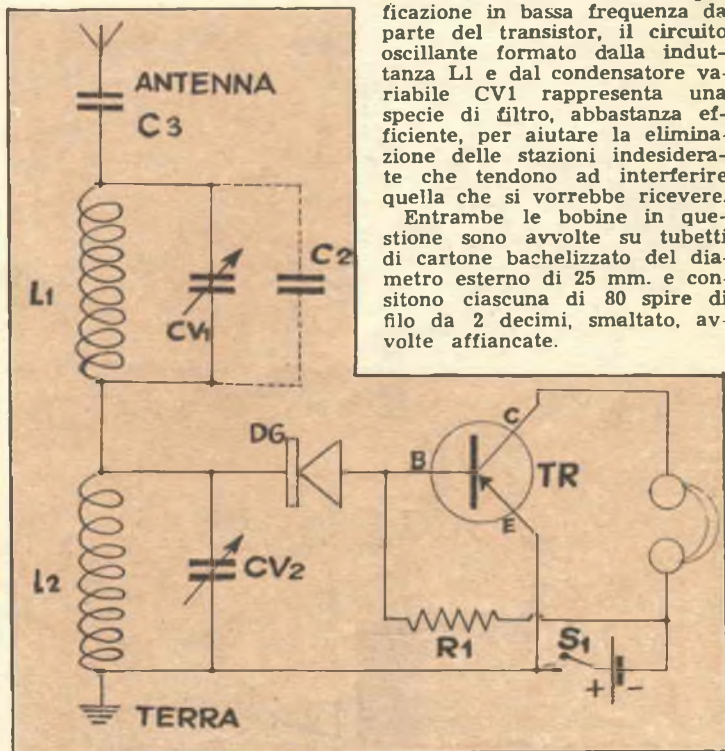 ficazione in bassa frequenza da
parte del transistor, il circuito
oscillante formato dalla indut-
tanza L1 e dal condensatore va-
riabile CV1 rappresenta una
specie di filtro, abbastanza ef-
ficiente, per aiutare la elimina-
zione delle stazioni indesidera-
te che tendono ad interferire
quella che si vorrebbe ricevere.
Entrambe le bobine in que-
stione sono avvolte su tubetti
di cartone bachelizzato del dia-
metro esterno di 25 mm. e con-
sitono ciascuna di 80 spire di
filo da 2 decimi, smaltato, av-
volte affiancate.
ANTENNA
C3
L1
CV1
C2
DG
B
C
E
TR
L2
CV2
R1
S1
+ -
TERRA